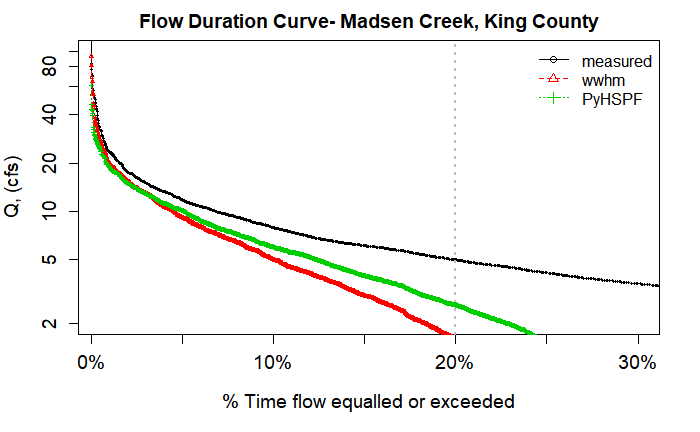 Flow Duration Curve- Madsen Creek, King County
measured
wwhm
PyHSPF
80
40
20
10
5
2
Q, (cfs)
0%
10%
20%
30%
% Time flow equalled or exceeded